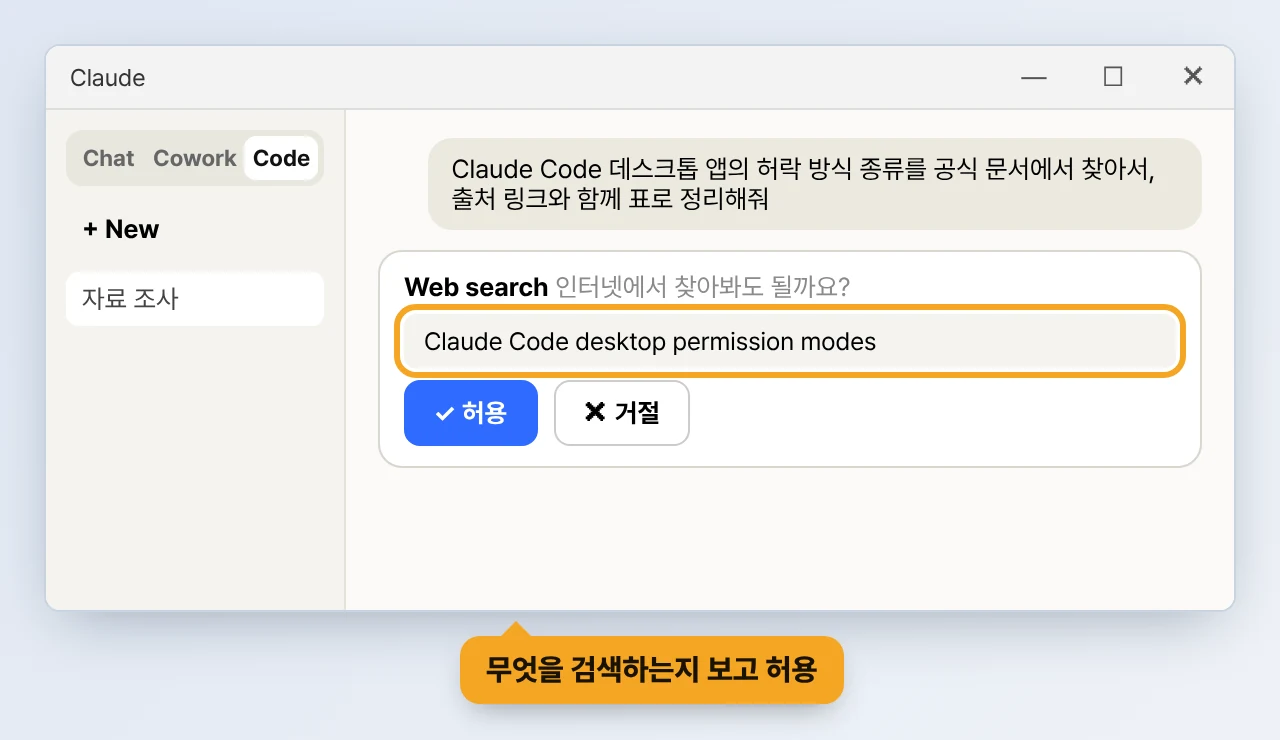 Claude
Chat Cowork Code
+ New
자료 조사
Claude Code 데스크톱 앱의 허락 방식 종류를 공식 문서에서 찾아서,
출처 링크와 함께 표로 정리해줘
Web search 인터넷에서 찾아봐도 될까요?
Claude Code desktop permission modes
✓ 허용
✕ 거절
무엇을 검색하는지 보고 허용